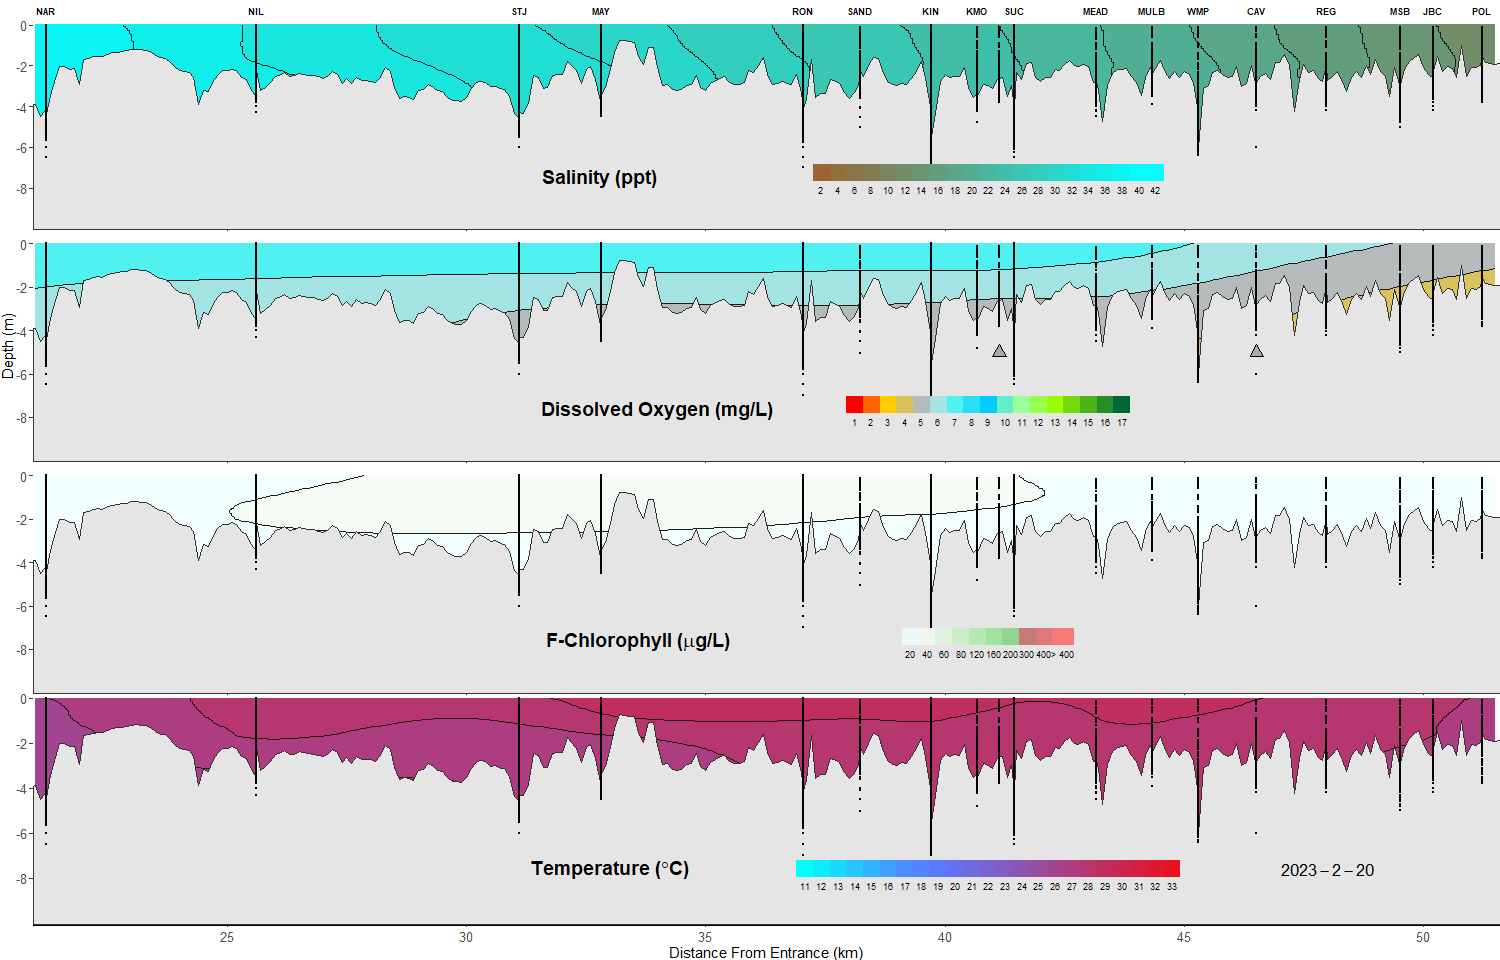 NAR NIL STJ MAY RON SAND KIN KMO SUC MEAD MULB WMP CAV REG MSB JBC POL
0
-2
-4
-6
-8
Salinity (ppt)
2 4 6 8 10 12 14 16 18 20 22 24 26 28 30 32 34 36 38 40 42
0
-2
-4
-6
-8
Depth (m)
Dissolved Oxygen (mg/L)
1 2 3 4 5 6 7 8 9 10 11 12 13 14 15 16 17
0
-2
-4
-6
-8
F-Chlorophyll (μg/L)
20 40 60 80 120 160 200 300 400> 400
0
-2
-4
-6
-8
Temperature (°C)
11 12 13 14 15 16 17 18 19 20 21 22 23 24 25 26 27 28 29 30 31 32 33
2023 – 2 – 20
25 30 35 40 45 50
Distance From Entrance (km)